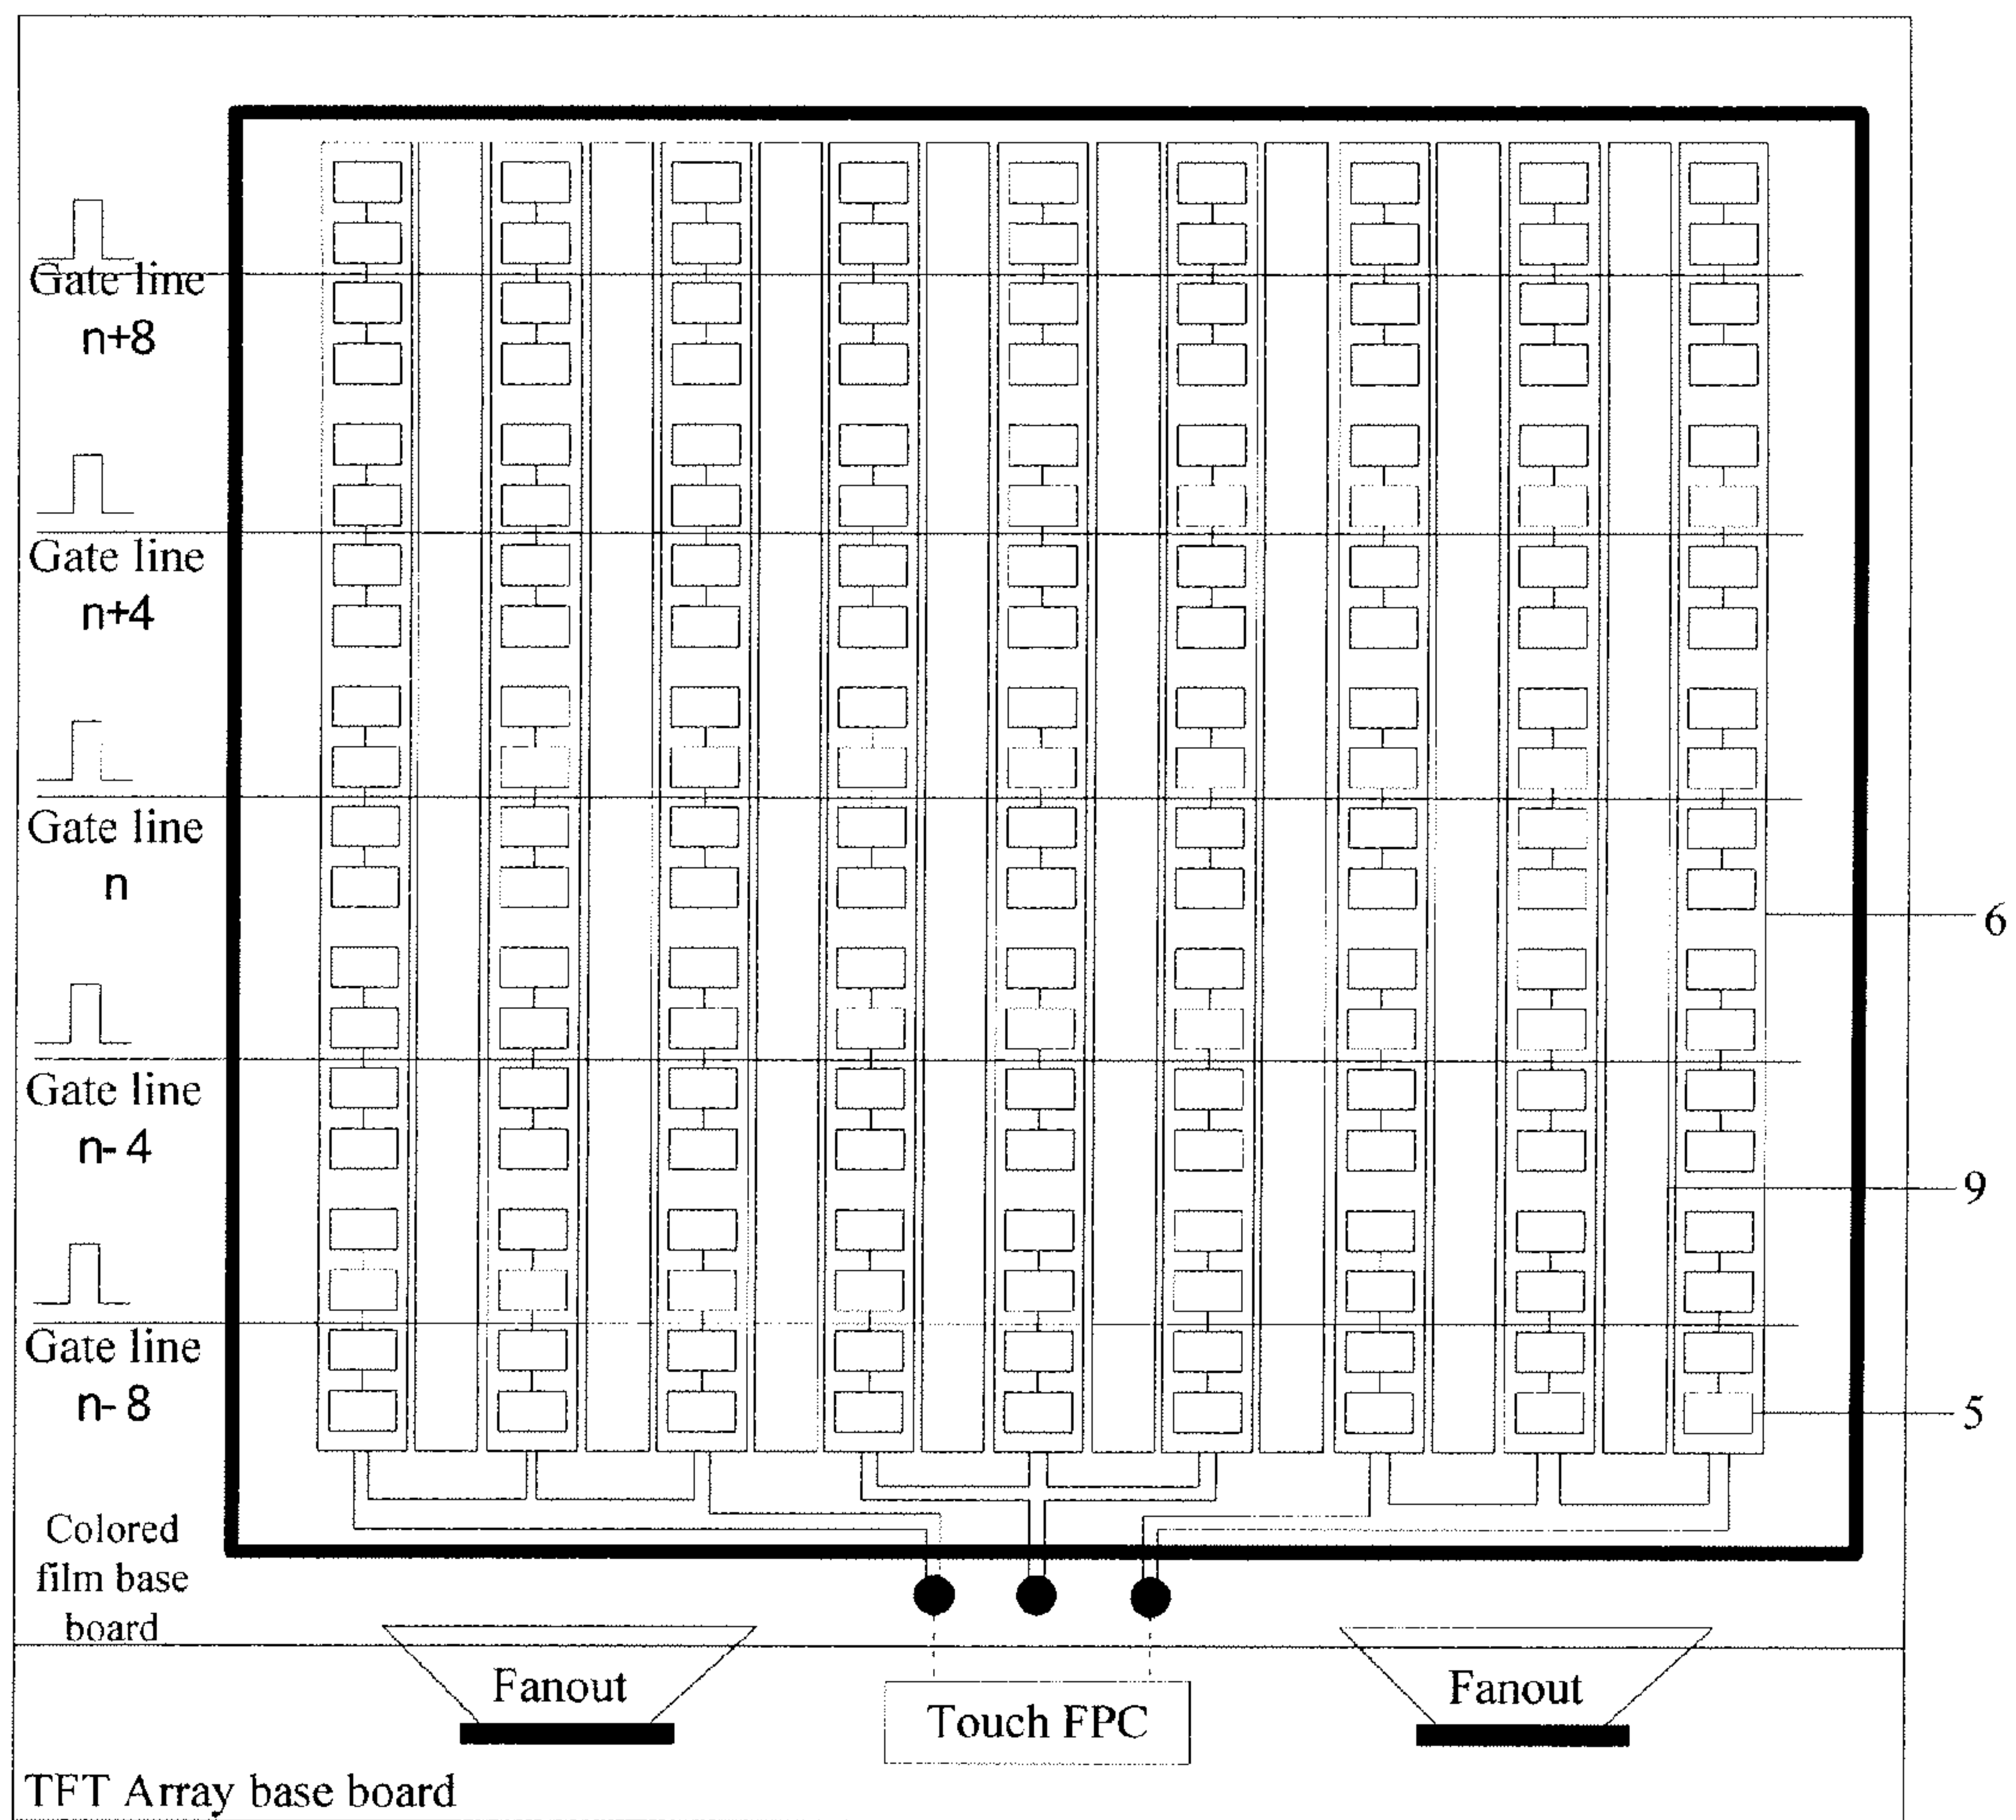 Gate line
n+8
Gate line
n+4
Gate line
n
6
Gate line
n- 4
9
Gate line
n- 8
5
Colored
film base
board
Fanout
Touch FPC
Fanout
TFT Array base board